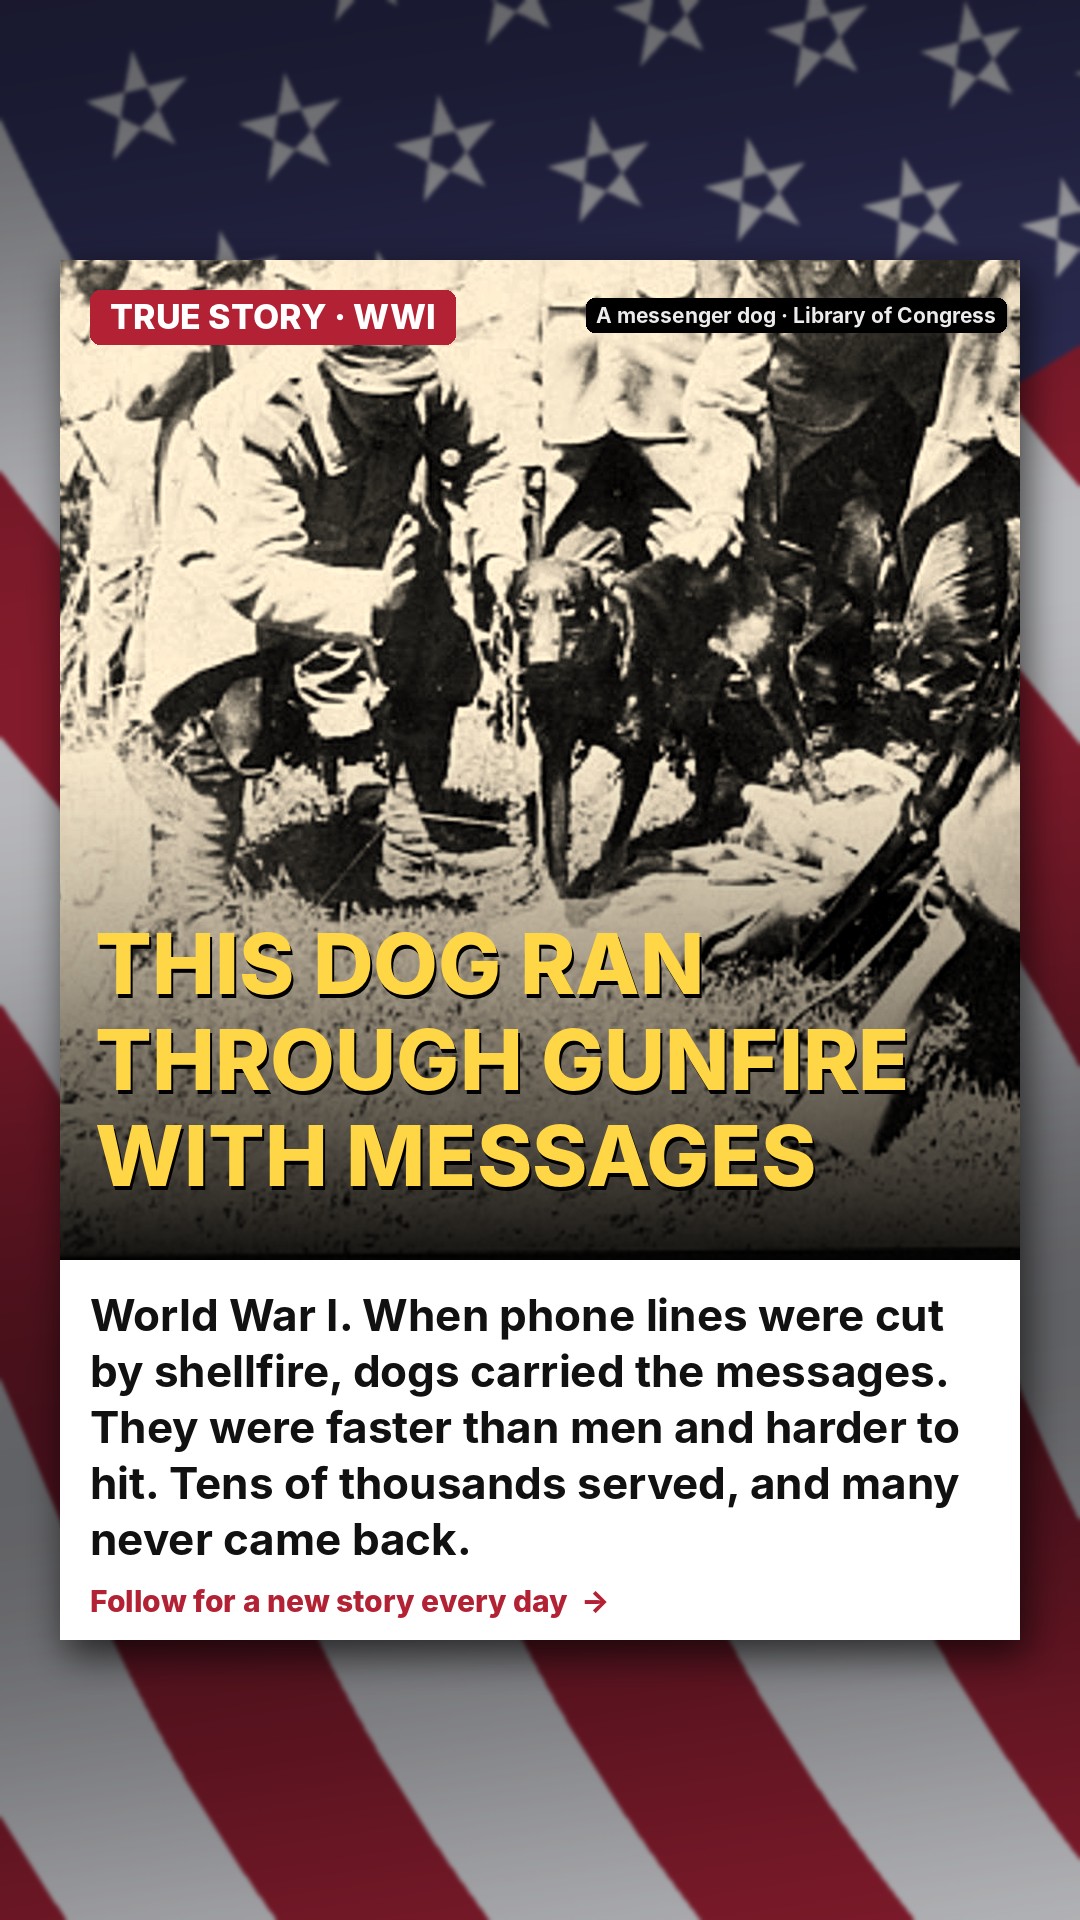 TRUE STORY · WWI
A messenger dog · Library of Congress
THIS DOG RAN
THROUGH GUNFIRE
WITH MESSAGES
World War I. When phone lines were cut
by shellfire, dogs carried the messages.
They were faster than men and harder to
hit. Tens of thousands served, and many
never came back.
Follow for a new story every day →